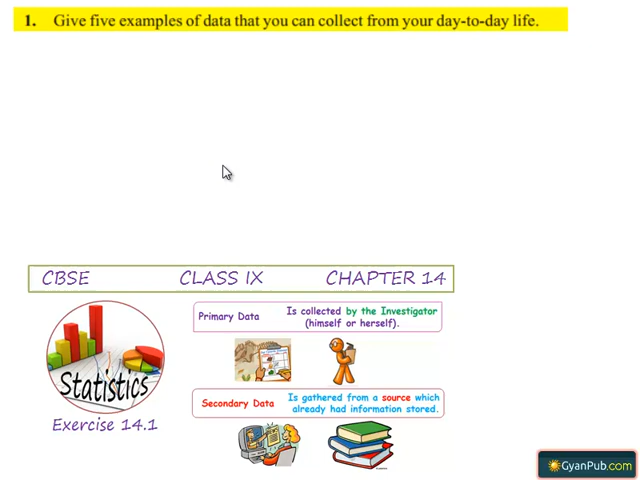 1. Give five examples of data that you can collect from your day-to-day life.
CBSE CLASS IX CHAPTER 14
Statistics
Exercise 14.1
Primary Data
Is collected by the Investigator
(himself or herself).
Secondary Data
Is gathered from a source which
already had information stored.
GyanPub.com